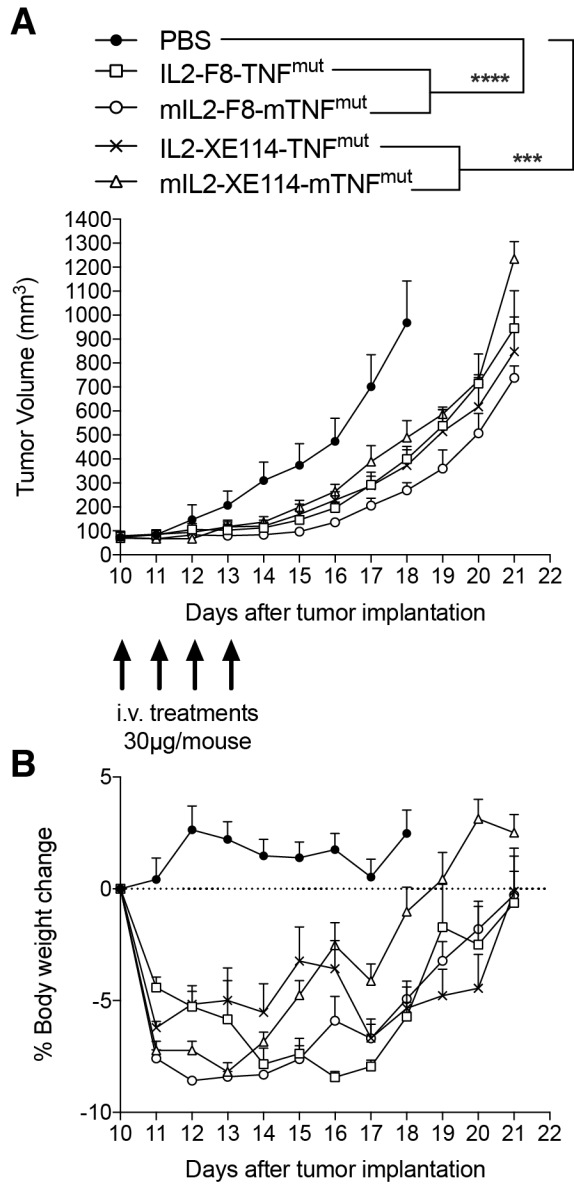 A
PBS
IL2-F8-TNFmut
mIL2-F8-mTNFmut
****
IL2-XE114-TNFmut
mIL2-XE114-mTNFmut
***
Tumor Volume (mm3)
1400
1300
1200
1100
1000
900
800
700
600
500
400
300
200
100
0
10 11 12 13 14 15 16 17 18 19 20 21 22
Days after tumor implantation
i.v. treatments
30µg/mouse
B
% Body weight change
5
0
-5
-10
10 11 12 13 14 15 16 17 18 19 20 21 22
Days after tumor implantation